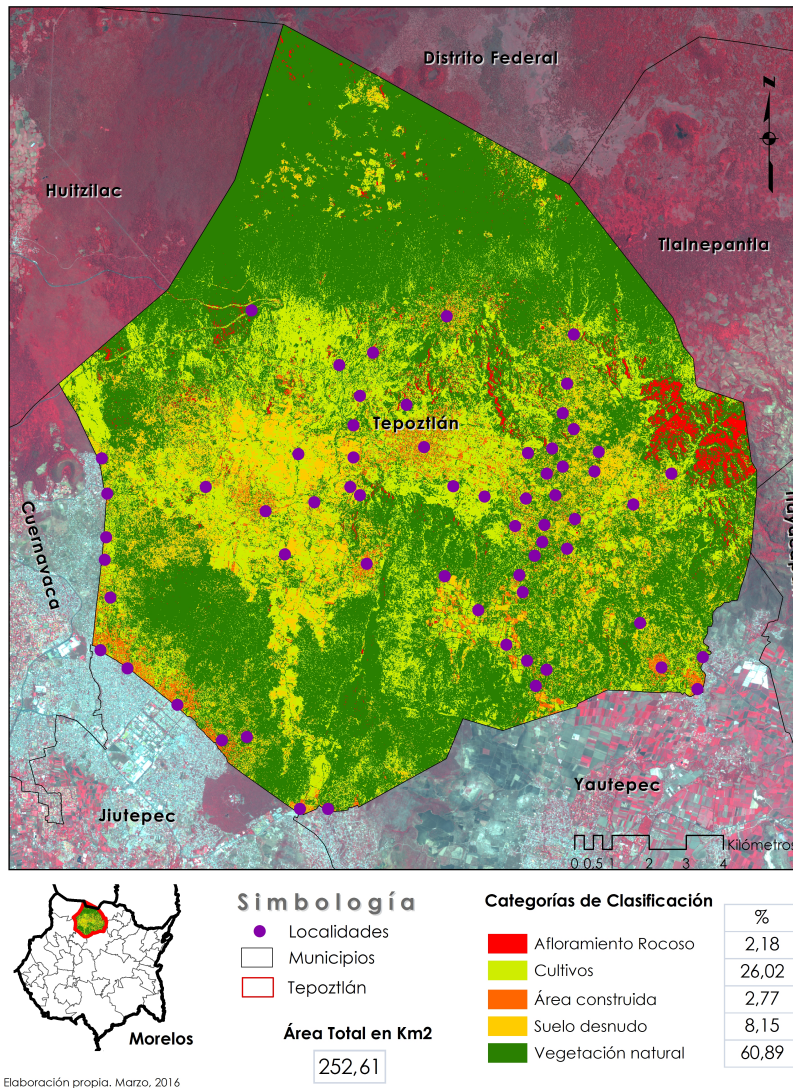 Distrito Federal
N
Huitzilac
Tlalnepantla
Tepoztlán
Cuernavaca
Yautepec
Jiutepec
Kilómetros
0 0,5 1 2 3 4
Simbología
Localidades
Municipios
Tepoztlán
Área Total en Km2
252,61
Morelos
Categorías de Clasificación
%
Afloramiento Rocoso 2,18
Cultivos 26,02
Área construida 2,77
Suelo desnudo 8,15
Vegetación natural 60,89
Elaboración propia. Marzo, 2016